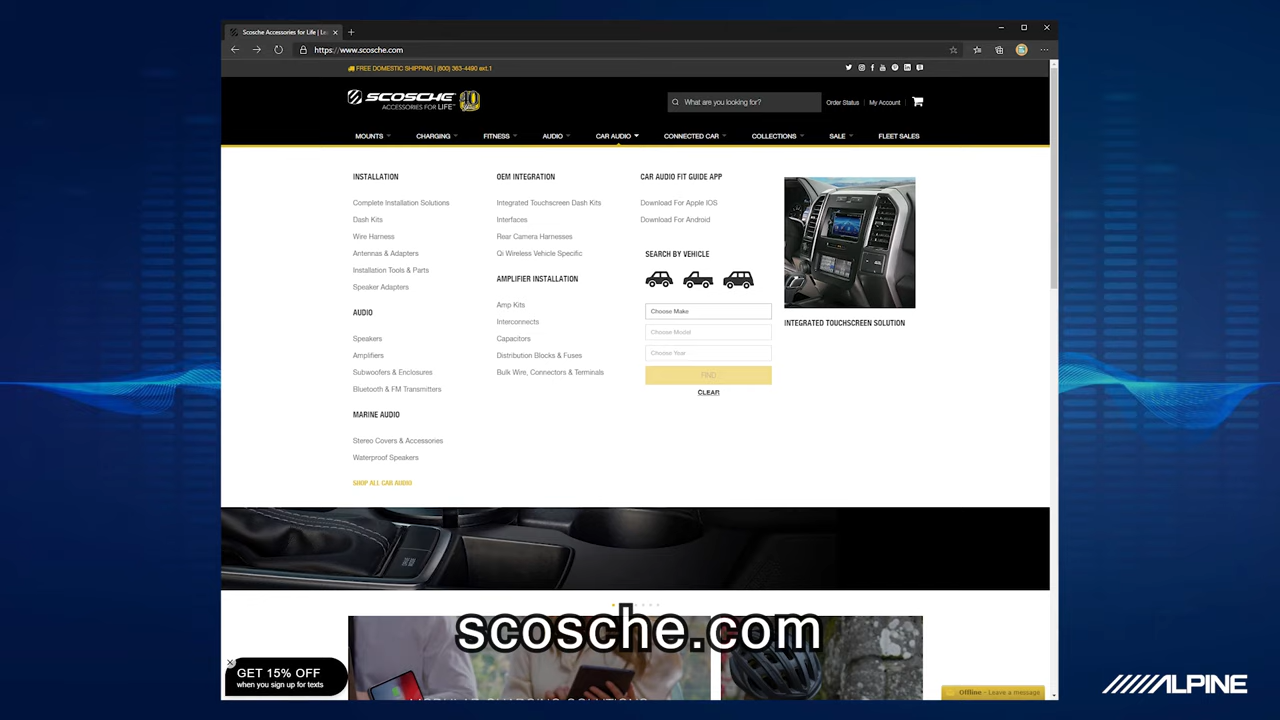 Scosche Accessories for Life | Le
https://www.scosche.com
FREE DOMESTIC SHIPPING | (800) 363-4490 ext.1
SCOSCHE
ACCESSORIES FOR LIFE
What are you looking for?
Order Status
My Account
MOUNTS
CHARGING
FITNESS
AUDIO
CAR AUDIO
CONNECTED CAR
COLLECTIONS
SALE
FLEET SALES
INSTALLATION
Complete Installation Solutions
Dash Kits
Wire Harness
Antennas & Adapters
Installation Tools & Parts
Speaker Adapters
AUDIO
Speakers
Amplifiers
Subwoofers & Enclosures
Bluetooth & FM Transmitters
MARINE AUDIO
Stereo Covers & Accessories
Waterproof Speakers
SHOP ALL CAR AUDIO
OEM INTEGRATION
Integrated Touchscreen Dash Kits
Interfaces
Rear Camera Harnesses
Qi Wireless Vehicle Specific
AMPLIFIER INSTALLATION
Amp Kits
Interconnects
Capacitors
Distribution Blocks & Fuses
Bulk Wire, Connectors & Terminals
CAR AUDIO FIT GUIDE APP
Download For Apple IOS
Download For Android
SEARCH BY VEHICLE
Choose Make
Choose Model
Choose Year
FIND
CLEAR
INTEGRATED TOUCHSCREEN SOLUTION
scosche.com
GET 15% OFF
when you sign up for texts
MODULAR CHARGING SOLUTIONS
Offline - Leave a message
ALPINE